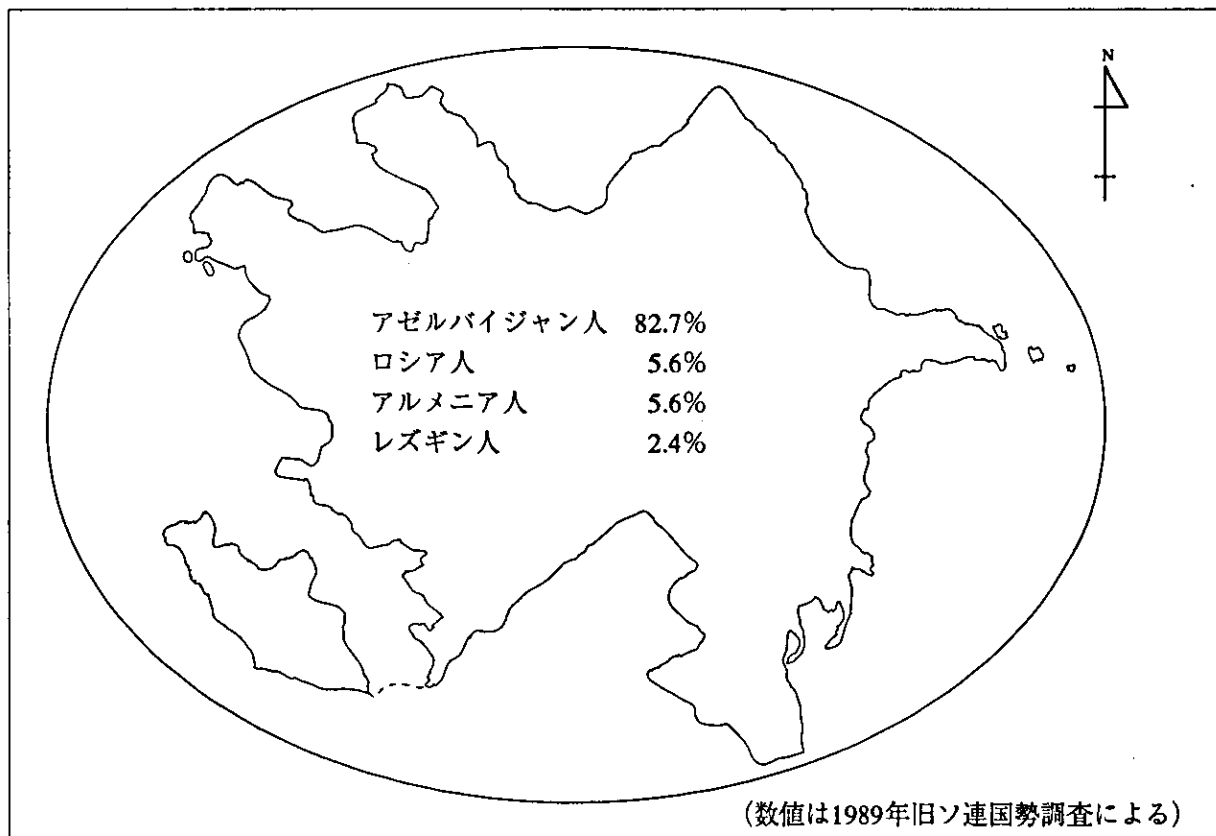 N
アゼルバイジャン人 82.7%
ロシア人 5.6%
アルメニア人 5.6%
レズギン人 2.4%
(数値は1989年旧ソ連国勢調査による)